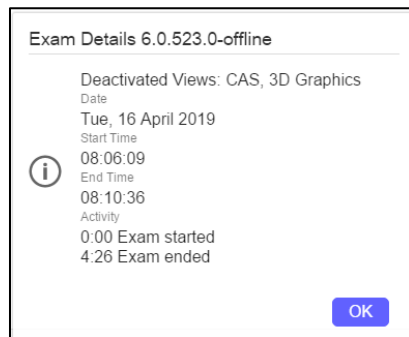 Exam Details 6.0.523.0-offline
Deactivated Views: CAS, 3D Graphics
Date
Tue, 16 April 2019
Start Time
08:06:09
End Time
08:10:36
Activity
0:00 Exam started
4:26 Exam ended
OK